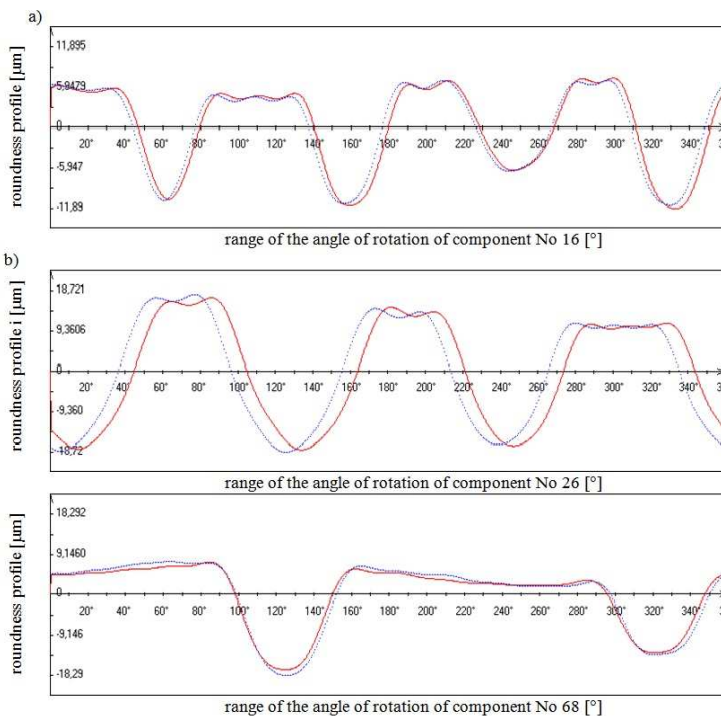 a)
roundness profile [µm]
11,895
5,9479
0
-5,947
-11,89
20° 40° 60° 80° 100° 120° 140° 160° 180° 200° 220° 240° 260° 280° 300° 320° 340°
range of the angle of rotation of component No 16 [°]
b)
roundness profile i [µm]
18,721
9,3606
0
-9,360
-18,72
20° 40° 60° 80° 100° 120° 140° 160° 180° 200° 220° 240° 260° 280° 300° 320° 340°
range of the angle of rotation of component No 26 [°]
roundness profile [µm]
18,292
9,1460
0
-9,146
-18,29
20° 40° 60° 80° 100° 120° 140° 160° 180° 200° 220° 240° 260° 280° 300° 320° 340°
range of the angle of rotation of component No 68 [°]